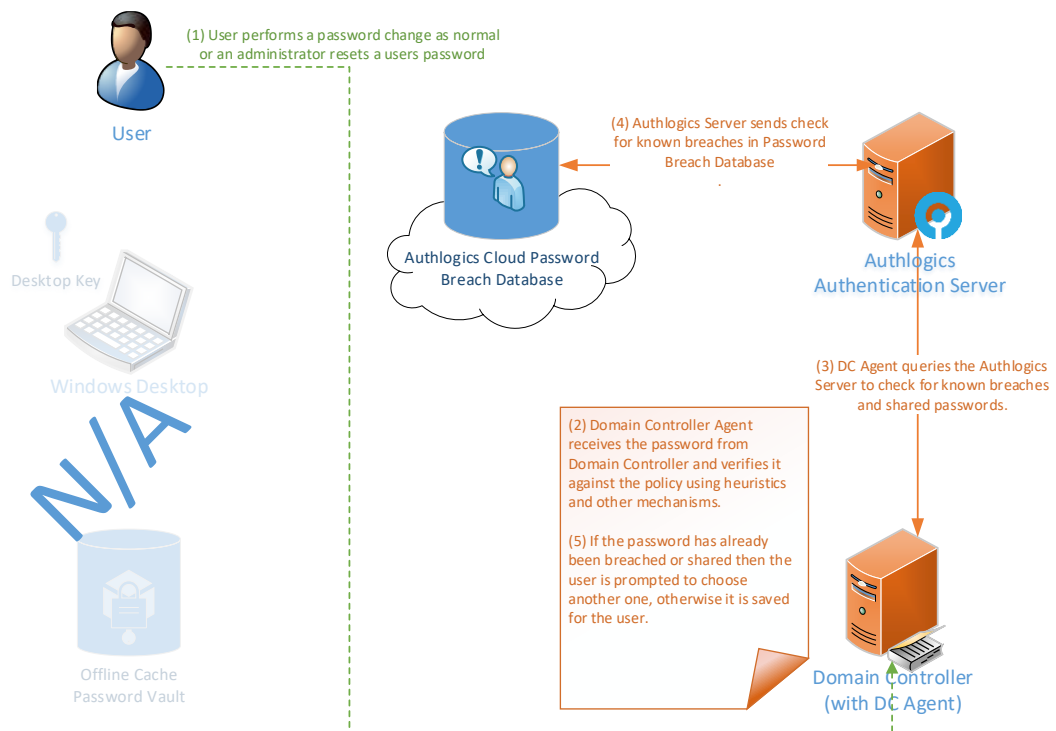 (1) User performs a password change as normal
or an administrator resets a users password
User
(4) Authlogics Server sends check
for known breaches in Password
Breach Database
.
Authlogics Cloud Password
Breach Database
Authlogics
Authentication Server
Desktop Key
Windows Desktop
N/A
(3) DC Agent queries the Authlogics
Server to check for known breaches
and shared passwords.
(2) Domain Controller Agent
receives the password from
Domain Controller and verifies it
against the policy using heuristics
and other mechanisms.
(5) If the password has already
been breached or shared then the
user is prompted to choose
another one, otherwise it is saved
for the user.
Offline Cache
Password Vault
Domain Controller
(with DC Agent)